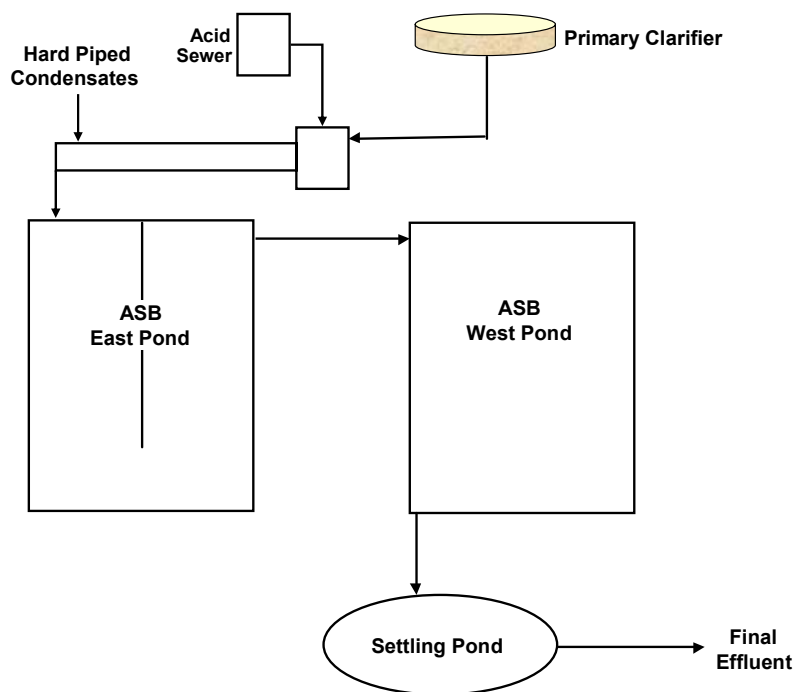 Hard Piped
Condensates
Acid
Sewer
Primary Clarifier
ASB
East Pond
ASB
West Pond
Settling Pond
Final
Effluent